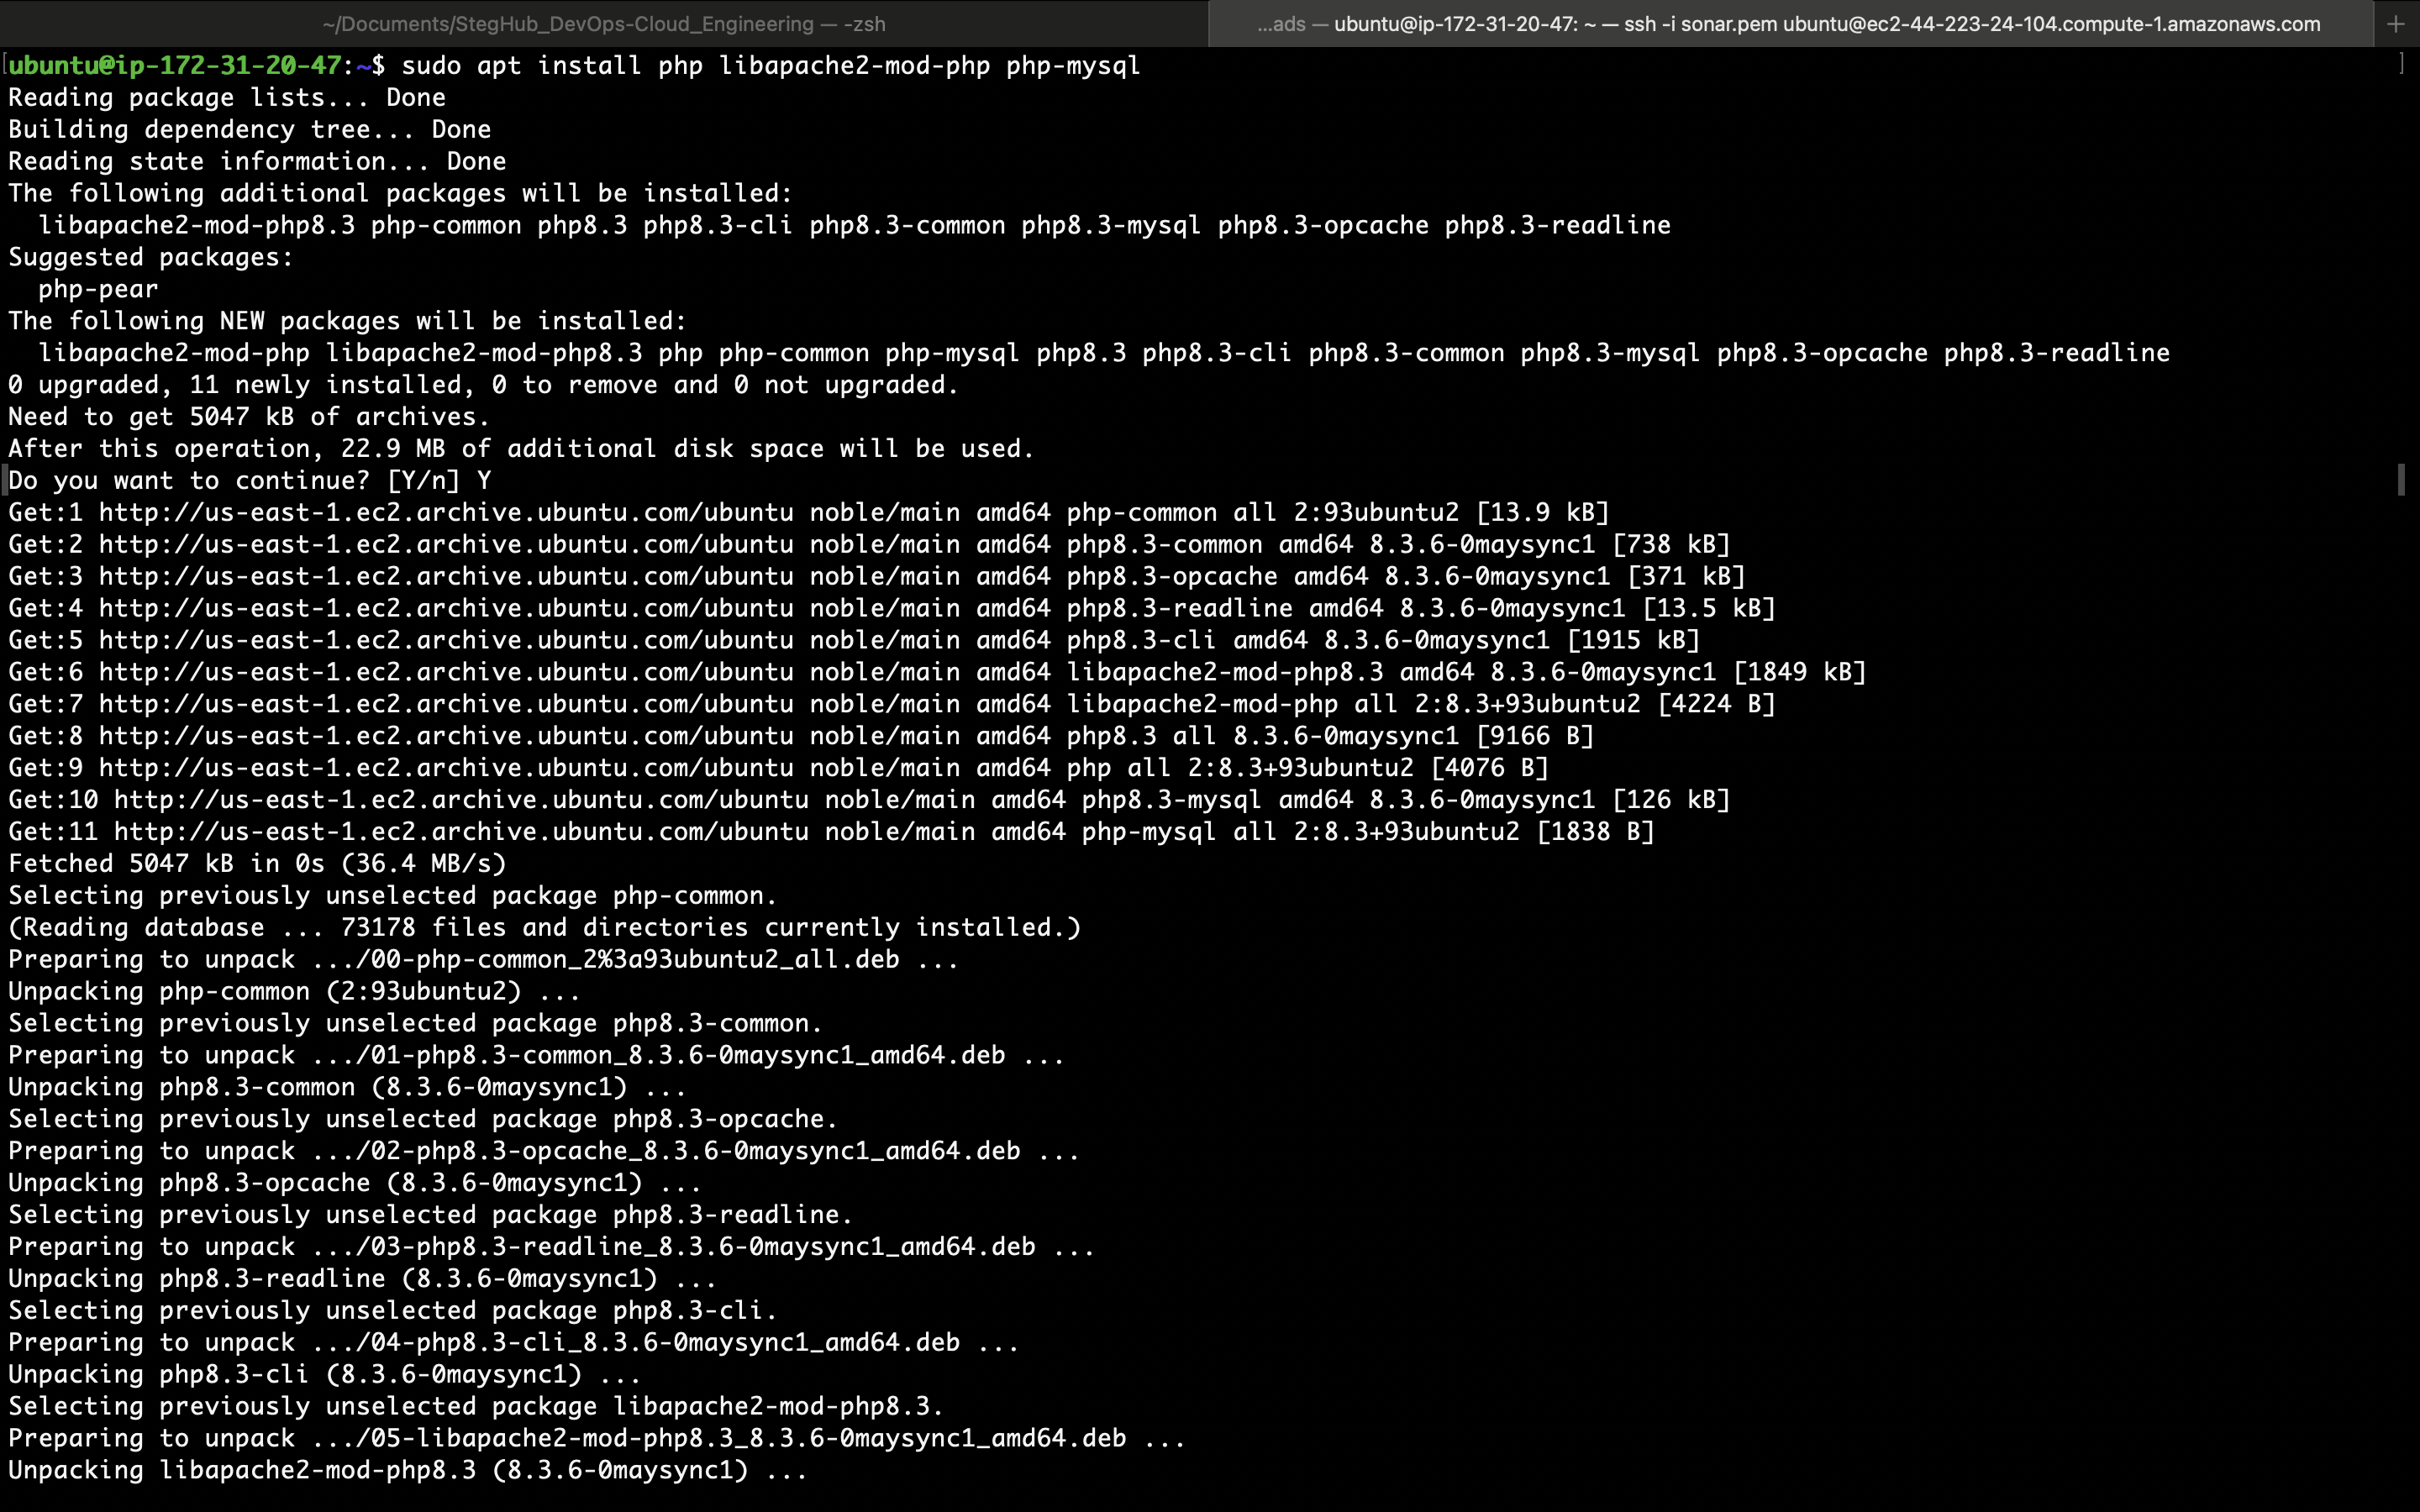 ~/Documents/StegHub_DevOps-Cloud_Engineering — -zsh
...ads — ubuntu@ip-172-31-20-47: ~ — ssh -i sonar.pem ubuntu@ec2-44-223-24-104.compute-1.amazonaws.com +
[ubuntu@ip-172-31-20-47:~$ sudo apt install php libapache2-mod-php php-mysql ]
Reading package lists... Done
Building dependency tree... Done
Reading state information... Done
The following additional packages will be installed:
  libapache2-mod-php8.3 php-common php8.3 php8.3-cli php8.3-common php8.3-mysql php8.3-opcache php8.3-readline
Suggested packages:
  php-pear
The following NEW packages will be installed:
  libapache2-mod-php libapache2-mod-php8.3 php php-common php-mysql php8.3 php8.3-cli php8.3-common php8.3-mysql php8.3-opcache php8.3-readline
0 upgraded, 11 newly installed, 0 to remove and 0 not upgraded.
Need to get 5047 kB of archives.
After this operation, 22.9 MB of additional disk space will be used.
Do you want to continue? [Y/n] Y
Get:1 http://us-east-1.ec2.archive.ubuntu.com/ubuntu noble/main amd64 php-common all 2:93ubuntu2 [13.9 kB]
Get:2 http://us-east-1.ec2.archive.ubuntu.com/ubuntu noble/main amd64 php8.3-common amd64 8.3.6-0maysync1 [738 kB]
Get:3 http://us-east-1.ec2.archive.ubuntu.com/ubuntu noble/main amd64 php8.3-opcache amd64 8.3.6-0maysync1 [371 kB]
Get:4 http://us-east-1.ec2.archive.ubuntu.com/ubuntu noble/main amd64 php8.3-readline amd64 8.3.6-0maysync1 [13.5 kB]
Get:5 http://us-east-1.ec2.archive.ubuntu.com/ubuntu noble/main amd64 php8.3-cli amd64 8.3.6-0maysync1 [1915 kB]
Get:6 http://us-east-1.ec2.archive.ubuntu.com/ubuntu noble/main amd64 libapache2-mod-php8.3 amd64 8.3.6-0maysync1 [1849 kB]
Get:7 http://us-east-1.ec2.archive.ubuntu.com/ubuntu noble/main amd64 libapache2-mod-php all 2:8.3+93ubuntu2 [4224 B]
Get:8 http://us-east-1.ec2.archive.ubuntu.com/ubuntu noble/main amd64 php8.3 all 8.3.6-0maysync1 [9166 B]
Get:9 http://us-east-1.ec2.archive.ubuntu.com/ubuntu noble/main amd64 php all 2:8.3+93ubuntu2 [4076 B]
Get:10 http://us-east-1.ec2.archive.ubuntu.com/ubuntu noble/main amd64 php8.3-mysql amd64 8.3.6-0maysync1 [126 kB]
Get:11 http://us-east-1.ec2.archive.ubuntu.com/ubuntu noble/main amd64 php-mysql all 2:8.3+93ubuntu2 [1838 B]
Fetched 5047 kB in 0s (36.4 MB/s)
Selecting previously unselected package php-common.
(Reading database ... 73178 files and directories currently installed.)
Preparing to unpack .../00-php-common_2%3a93ubuntu2_all.deb ...
Unpacking php-common (2:93ubuntu2) ...
Selecting previously unselected package php8.3-common.
Preparing to unpack .../01-php8.3-common_8.3.6-0maysync1_amd64.deb ...
Unpacking php8.3-common (8.3.6-0maysync1) ...
Selecting previously unselected package php8.3-opcache.
Preparing to unpack .../02-php8.3-opcache_8.3.6-0maysync1_amd64.deb ...
Unpacking php8.3-opcache (8.3.6-0maysync1) ...
Selecting previously unselected package php8.3-readline.
Preparing to unpack .../03-php8.3-readline_8.3.6-0maysync1_amd64.deb ...
Unpacking php8.3-readline (8.3.6-0maysync1) ...
Selecting previously unselected package php8.3-cli.
Preparing to unpack .../04-php8.3-cli_8.3.6-0maysync1_amd64.deb ...
Unpacking php8.3-cli (8.3.6-0maysync1) ...
Selecting previously unselected package libapache2-mod-php8.3.
Preparing to unpack .../05-libapache2-mod-php8.3_8.3.6-0maysync1_amd64.deb ...
Unpacking libapache2-mod-php8.3 (8.3.6-0maysync1) ...